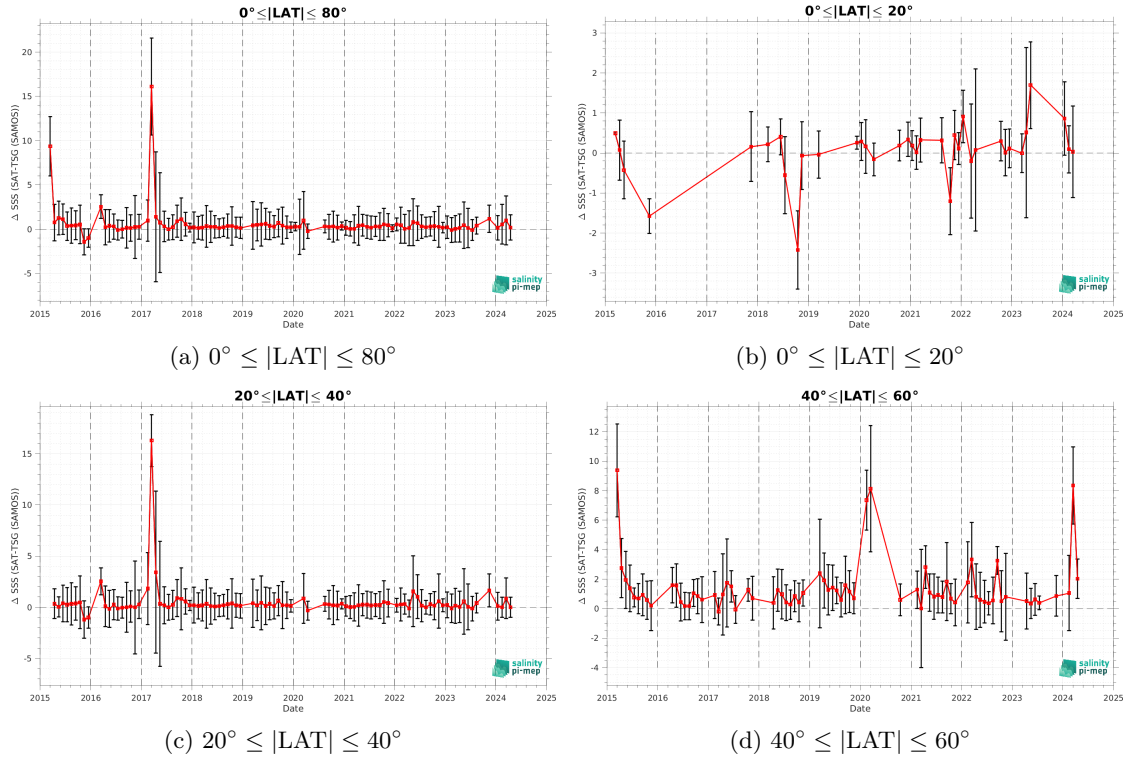 0°≤|LAT|≤ 80°
Δ SSS (SAT-TSG (SAMOS))
20
15
10
5
0
-5
2015 2016 2017 2018 2019 2020 2021 2022 2023 2024 2025
Date
salinity
pi-mep
(a) 0° ≤ |LAT| ≤ 80°
0°≤|LAT|≤ 20°
Δ SSS (SAT-TSG (SAMOS))
3
2
1
0
-1
-2
-3
2015 2016 2017 2018 2019 2020 2021 2022 2023 2024 2025
Date
salinity
pi-mep
(b) 0° ≤ |LAT| ≤ 20°
20°≤|LAT|≤ 40°
Δ SSS (SAT-TSG (SAMOS))
15
10
5
0
-5
2015 2016 2017 2018 2019 2020 2021 2022 2023 2024 2025
Date
salinity
pi-mep
(c) 20° ≤ |LAT| ≤ 40°
40°≤|LAT|≤ 60°
Δ SSS (SAT-TSG (SAMOS))
12
10
8
6
4
2
0
-2
-4
2015 2016 2017 2018 2019 2020 2021 2022 2023 2024 2025
Date
salinity
pi-mep
(d) 40° ≤ |LAT| ≤ 60°